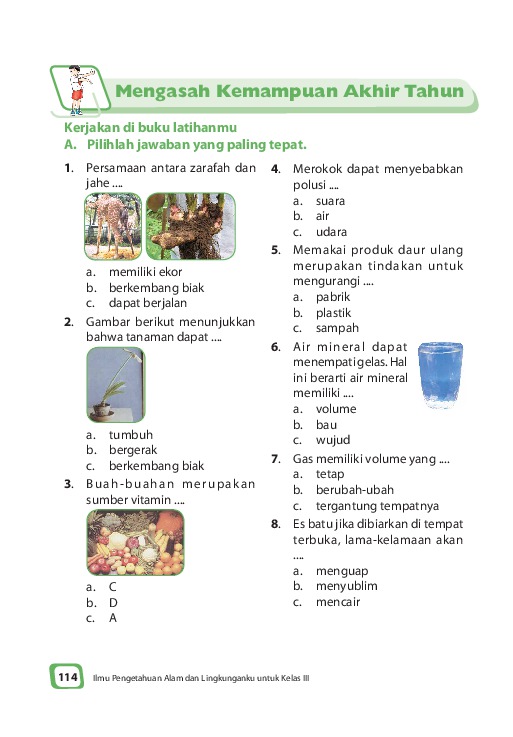 Mengasah Kemampuan Akhir Tahun
Kerjakan di buku latihanmu
A. Pilihlah jawaban yang paling tepat.
1. Persamaan antara zarafah dan
jahe ....
a. memiliki ekor
b. berkembang biak
c. dapat berjalan
2. Gambar berikut menunjukkan
bahwa tanaman dapat ....
a. tumbuh
b. bergerak
c. berkembang biak
3. Buah-buahan merupakan
sumber vitamin ....
a. C
b. D
c. A
4. Merokok dapat menyebabkan
polusi ....
a. suara
b. air
c. udara
5. Memakai produk daur ulang
merupakan tindakan untuk
mengurangi ....
a. pabrik
b. plastik
c. sampah
6. Air mineral dapat
menempati gelas. Hal
ini berarti air mineral
memiliki ....
a. volume
b. bau
c. wujud
7. Gas memiliki volume yang ....
a. tetap
b. berubah-ubah
c. tergantung tempatnya
8. Es batu jika dibiarkan di tempat
terbuka, lama-kelamaan akan
....
a. menguap
b. menyublim
c. mencair
114 Ilmu Pengetahuan Alam dan Lingkunganku untuk Kelas III